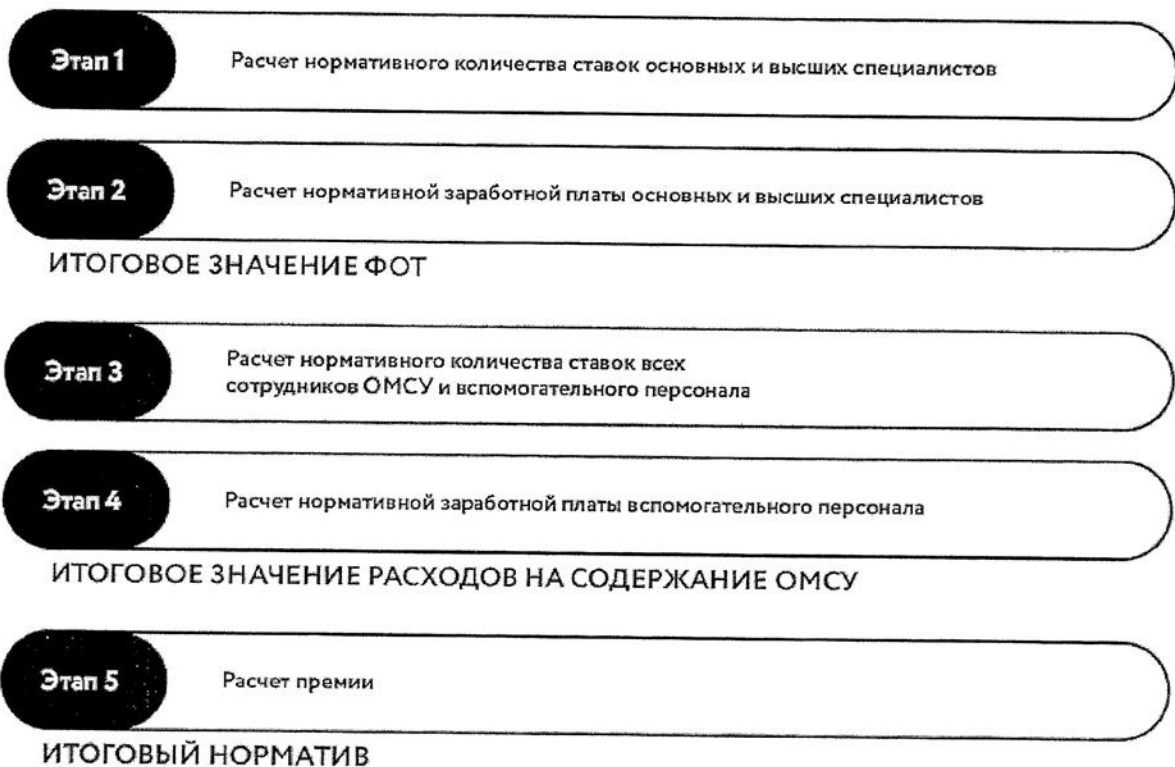 Этап 1
Расчет нормативного количества ставок основных и высших специалистов
Этап 2
Расчет нормативной заработной платы основных и высших специалистов
ИТОГОВОЕ ЗНАЧЕНИЕ ФОТ
Этап 3
Расчет нормативного количества ставок всех
сотрудников ОМСУ и вспомогательного персонала
Этап 4
Расчет нормативной заработной платы вспомогательного персонала
ИТОГОВОЕ ЗНАЧЕНИЕ РАСХОДОВ НА СОДЕРЖАНИЕ ОМСУ
Этап 5
Расчет премии
ИТОГОВЫЙ НОРМАТИВ